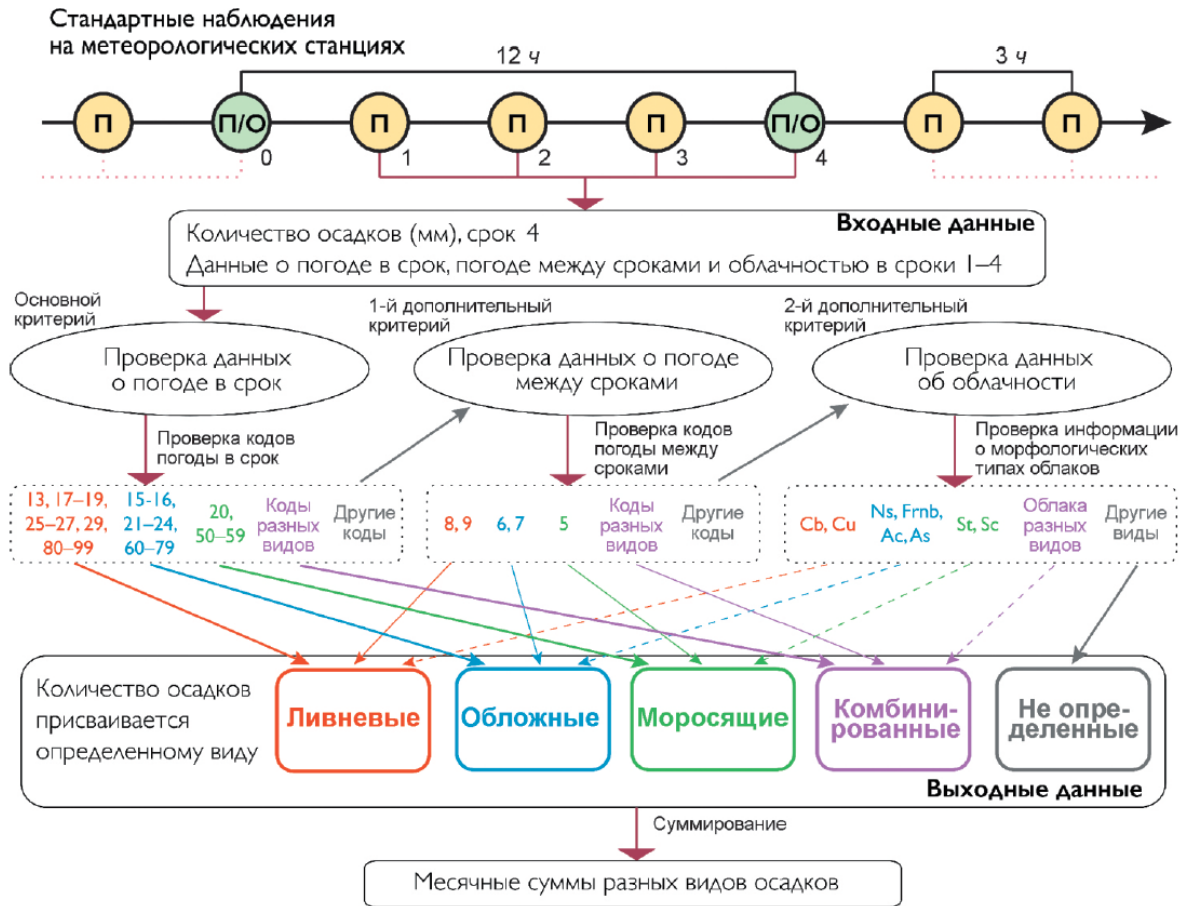 Стандартные наблюдения
на метеорологических станциях
12 ч
3 ч
П
П/О
П
П
П
П/О
П
П
0
1
2
3
4
Входные данные
Количество осадков (мм), срок 4
Данные о погоде в срок, погоде между сроками и облачностью в сроки 1–4
Основной
критерий
1-й дополнительный
критерий
2-й дополнительный
критерий
Проверка данных
о погоде в срок
Проверка данных о погоде
между сроками
Проверка данных
об облачности
Проверка кодов
погоды в срок
Проверка кодов
погоды между
сроками
Проверка информации
о морфологических
типах облаков
13, 17–19,
25–27, 29,
80–99
15-16,
21–24,
60–79
20,
50–59
Коды
разных
видов
Другие
коды
8, 9
6, 7
5
Коды
разных
видов
Другие
коды
Cb, Cu
Ns, Frnb,
Ac, As
St, Sc
Облака
разных
видов
Другие
виды
Количество осадков
присваивается
определенному виду
Ливневые
Обложные
Моросящие
Комбини-
рованные
Не опре-
деленные
Выходные данные
Суммирование
Месячные суммы разных видов осадков